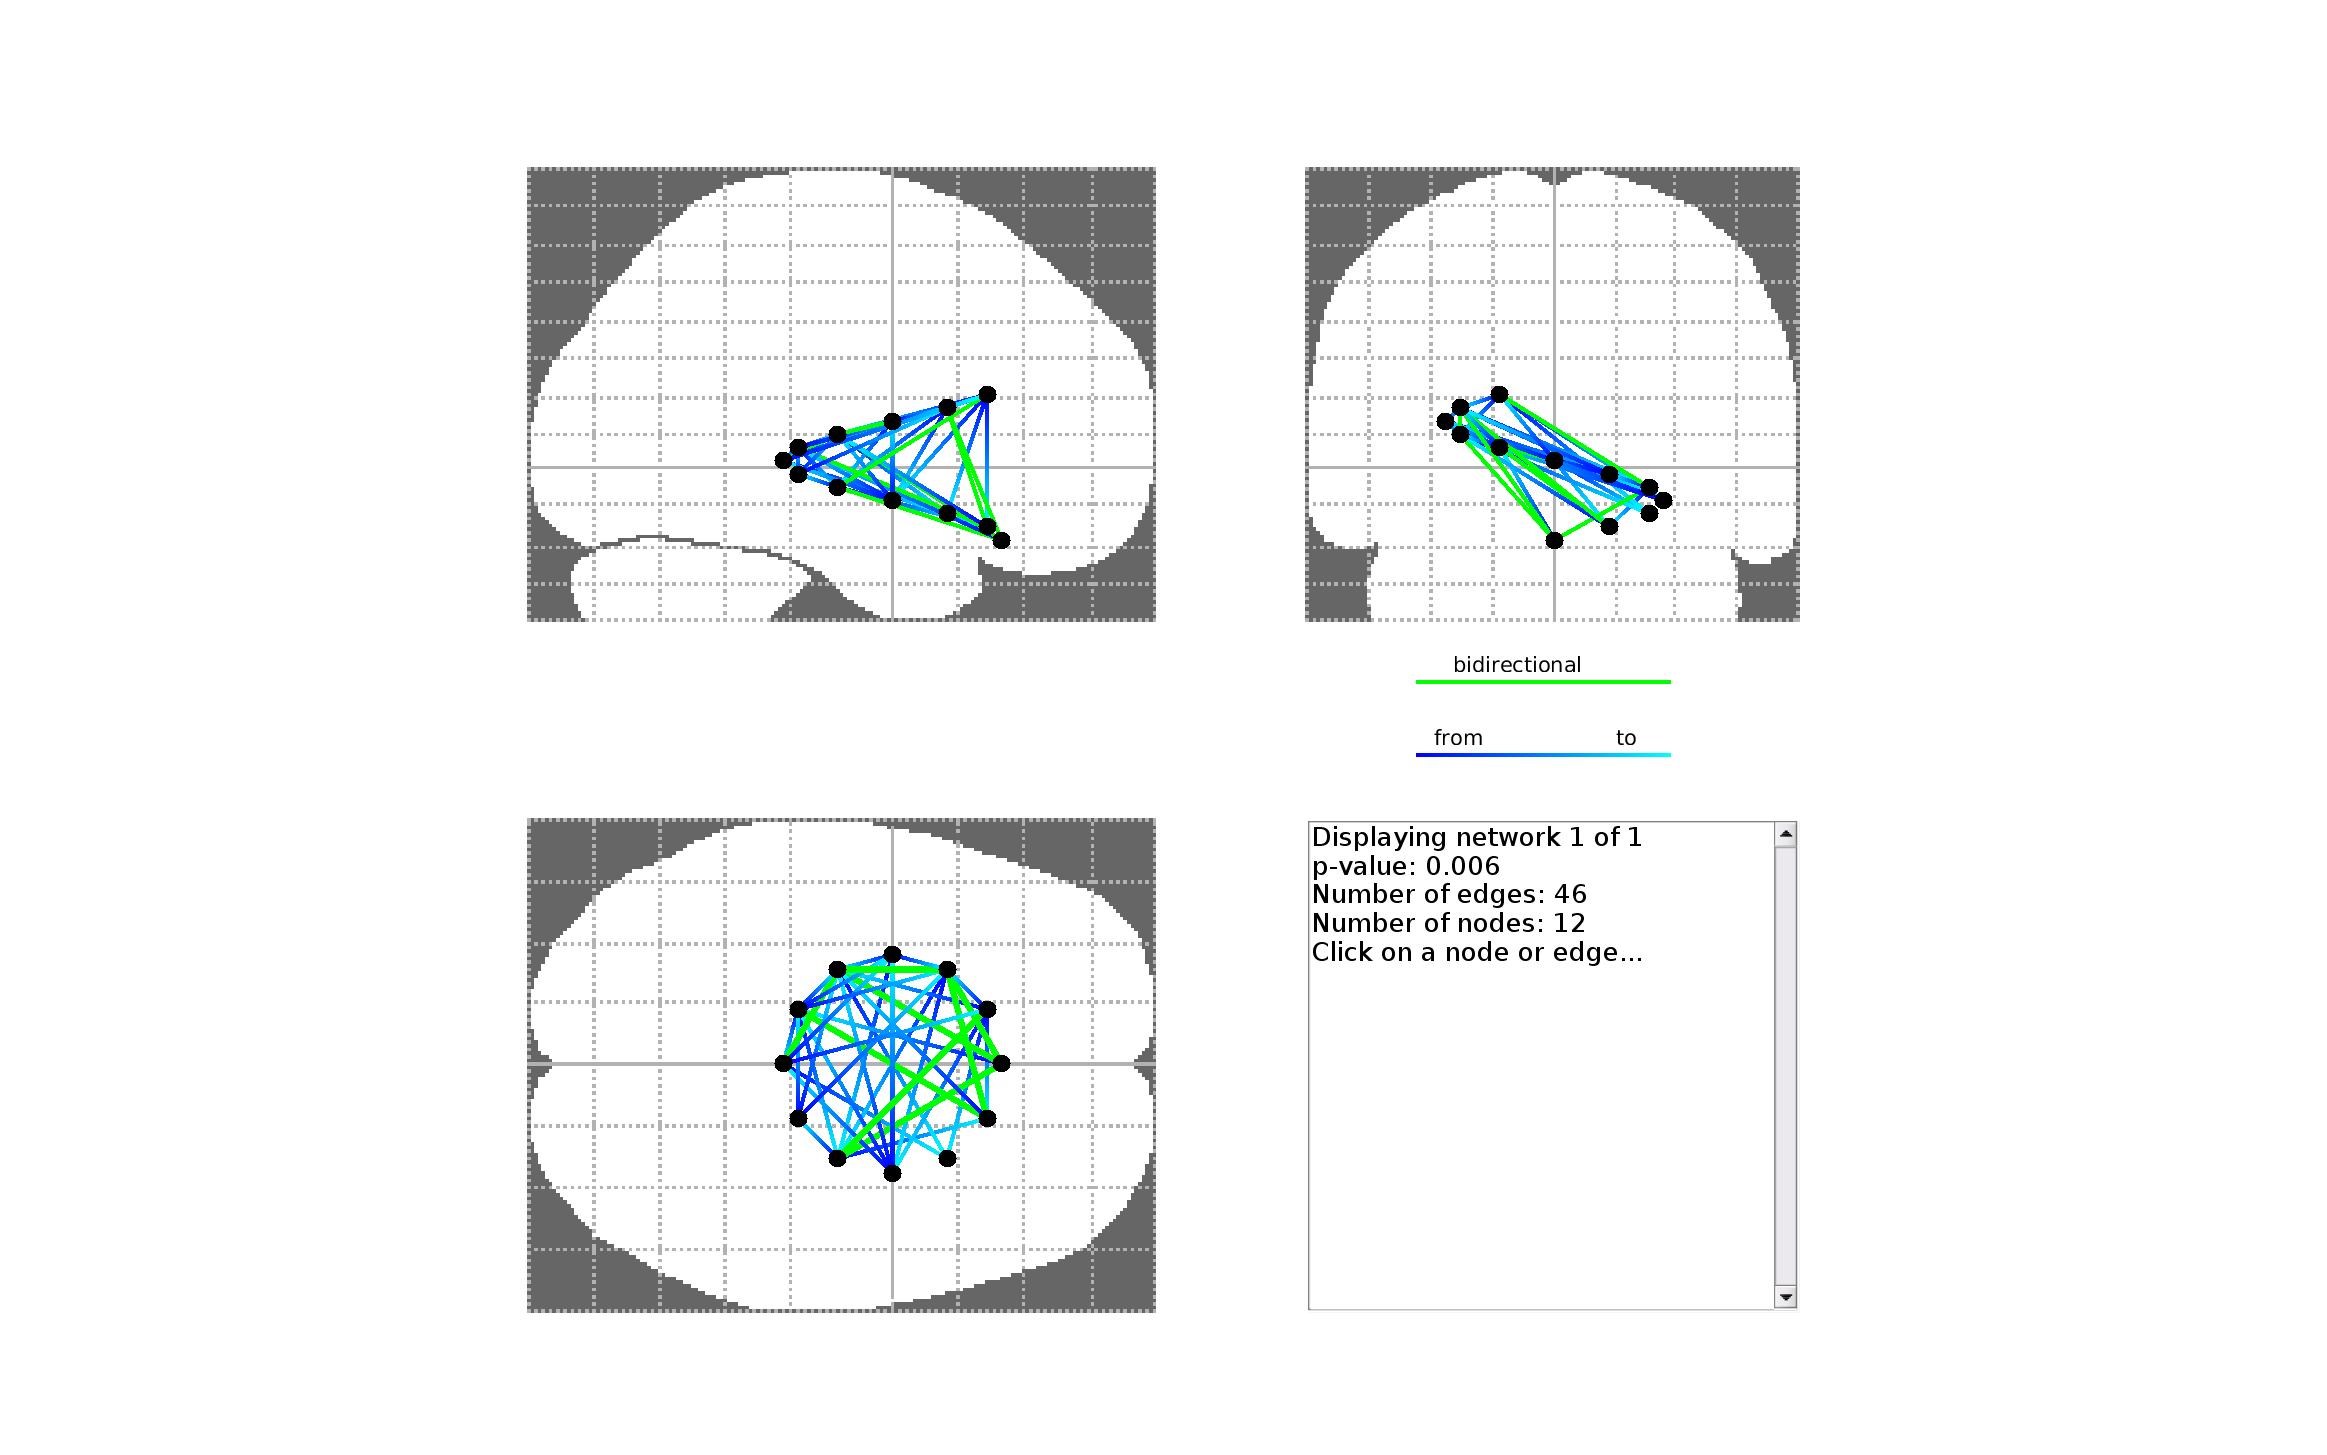 bidirectional
from to
Displaying network 1 of 1
p-value: 0.006
Number of edges: 46
Number of nodes: 12
Click on a node or edge...